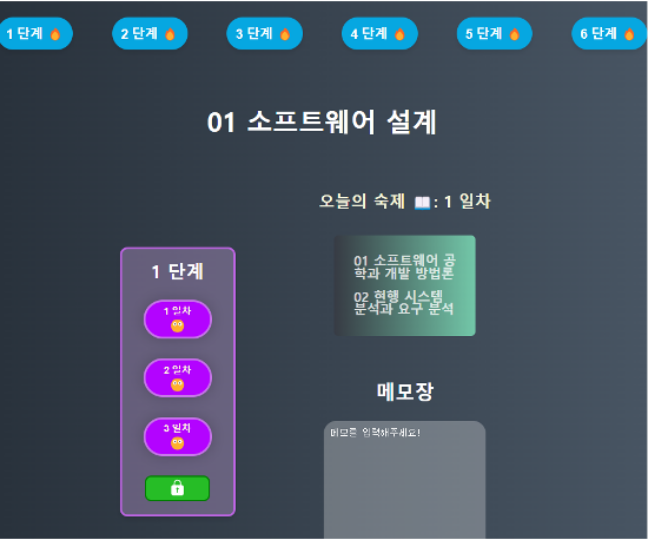 1 단계 🔥 2 단계 🔥 3 단계 🔥 4 단계 🔥 5 단계 🔥 6 단계 🔥
01 소프트웨어 설계
오늘의 숙제 📖 : 1 일차
01 소프트웨어 공
학과 개발 방법론
02 현행 시스템
분석과 요구 분석
1 단계
1 일차
2 일차
3 일차
메모장
메모를 입력해주세요!